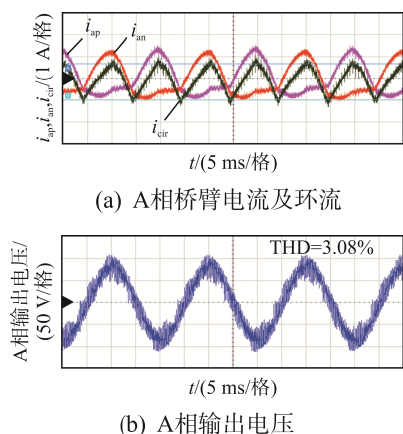 i_ap
i_an
i_ap,i_an,i_cir/(1 A/格)
i_cir
t/(5 ms/格)
(a) A相桥臂电流及环流
THD=3.08%
A相输出电压/
(50 V/格)
t/(5 ms/格)
(b) A相输出电压